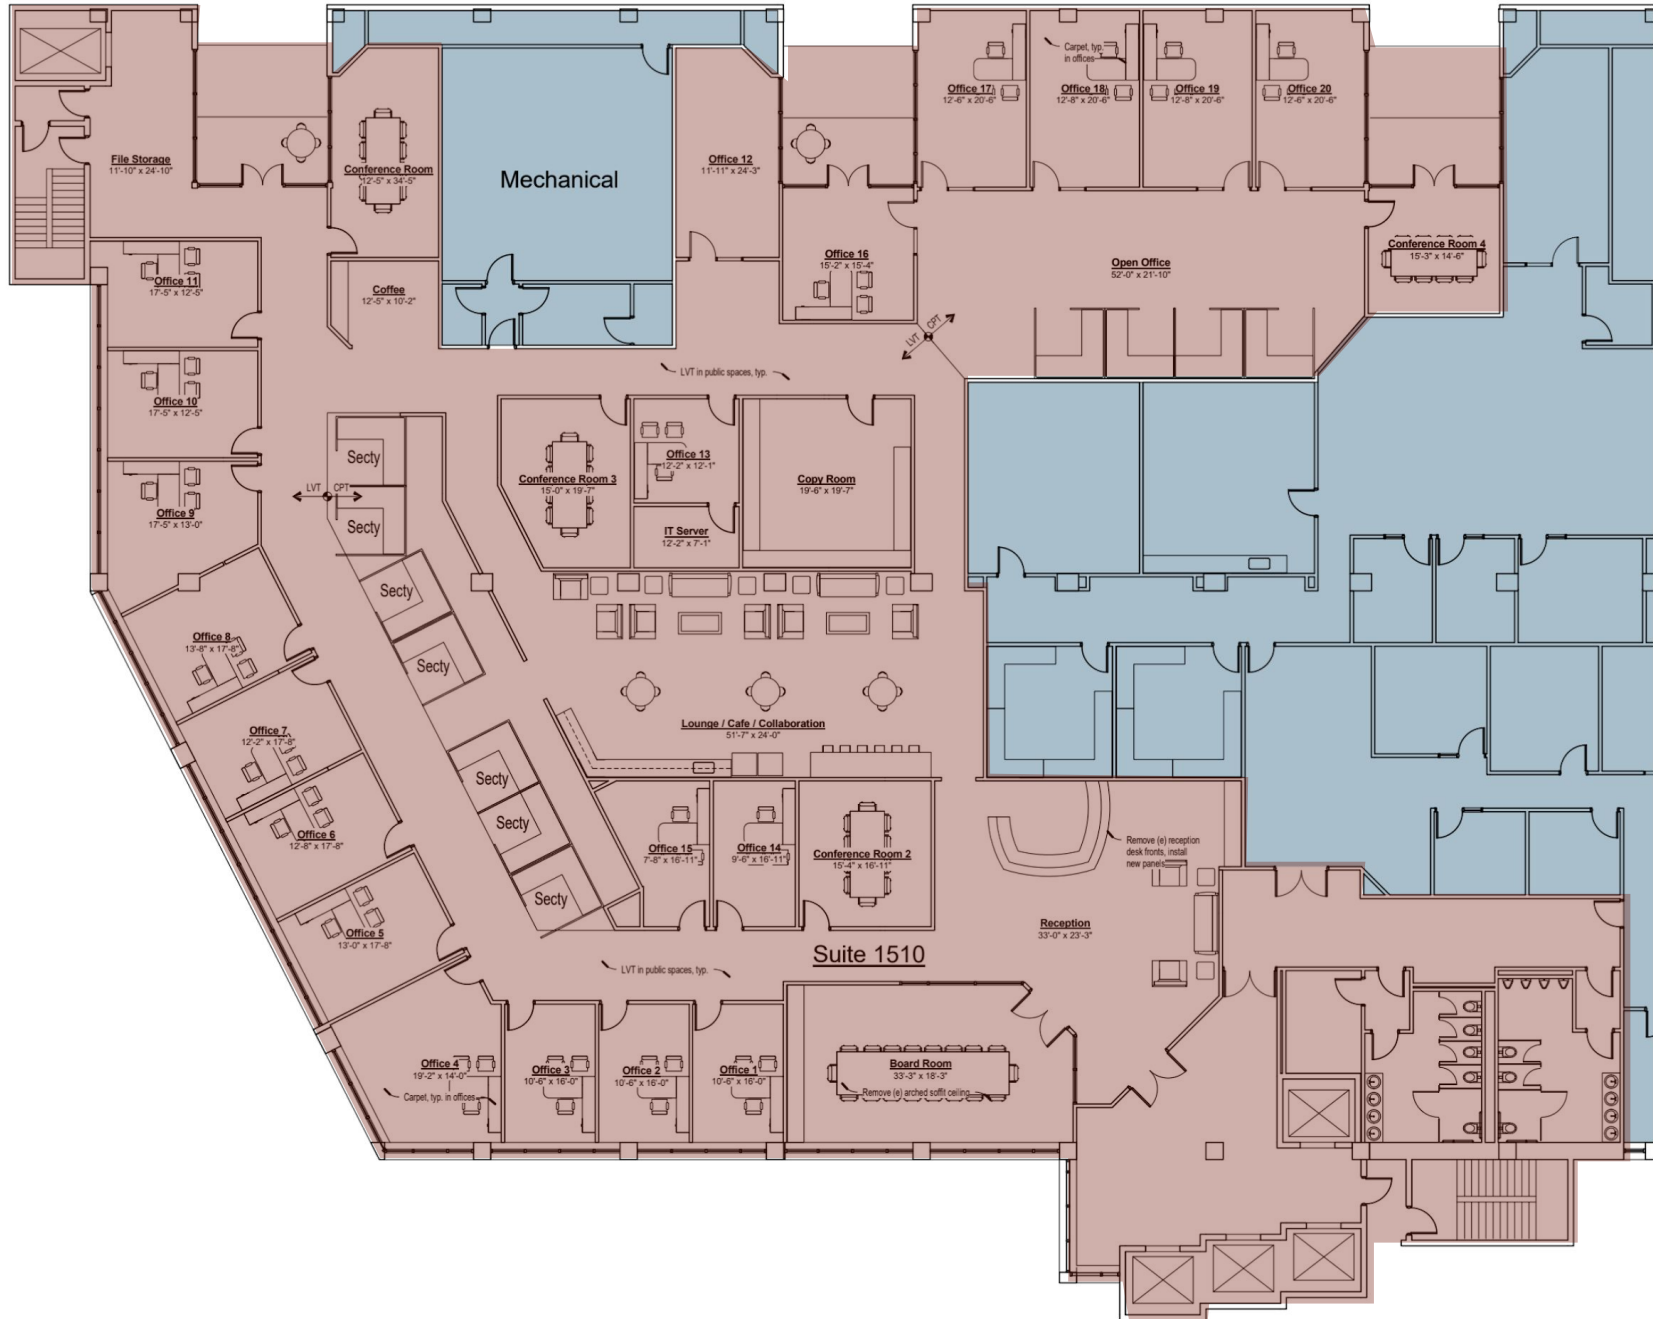 File Storage
11'-10" x 24'-10"
Conference Room
12'-5" x 34'-5"
Mechanical
Office 12
11'-11" x 24'-3"
Office 17
12'-6" x 20'-6"
Carpet, typ.
in offices
Office 18
12'-8" x 20'-6"
Office 19
12'-8" x 20'-6"
Office 20
12'-6" x 20'-6"
Office 16
15'-2" x 15'-4"
Open Office
52'-0" x 21'-10"
Conference Room 4
15'-3" x 14'-6"
Office 11
17'-5" x 12'-5"
Coffee
12'-5" x 10'-2"
LVT CPT
LVT in public spaces, typ.
Office 10
17'-5" x 12'-5"
Secty
Office 13
12'-2" x 12'-1"
Conference Room 3
15'-0" x 19'-7"
Copy Room
19'-6" x 19'-7"
LVT CPT
Office 9
17'-5" x 13'-0"
Secty
IT Server
12'-2" x 7'-1"
Secty
Office 8
13'-8" x 17'-8"
Secty
Lounge / Cafe / Collaboration
51'-7" x 24'-0"
Office 7
12'-2" x 17'-8"
Secty
Office 6
12'-8" x 17'-8"
Secty
Office 15
7'-8" x 16'-11"
Office 14
9'-6" x 16'-11"
Conference Room 2
15'-4" x 16'-11"
Remove (e) reception
desk fronts, install
new panels
Secty
Office 5
13'-0" x 17'-8"
Reception
33'-0" x 23'-3"
Suite 1510
LVT in public spaces, typ.
Office 4
19'-2" x 14'-0"
Carpet, typ. in offices
Office 3
10'-6" x 16'-0"
Office 2
10'-6" x 16'-0"
Office 1
10'-6" x 16'-0"
Board Room
33'-3" x 18'-3"
Remove (e) arched soffit ceiling